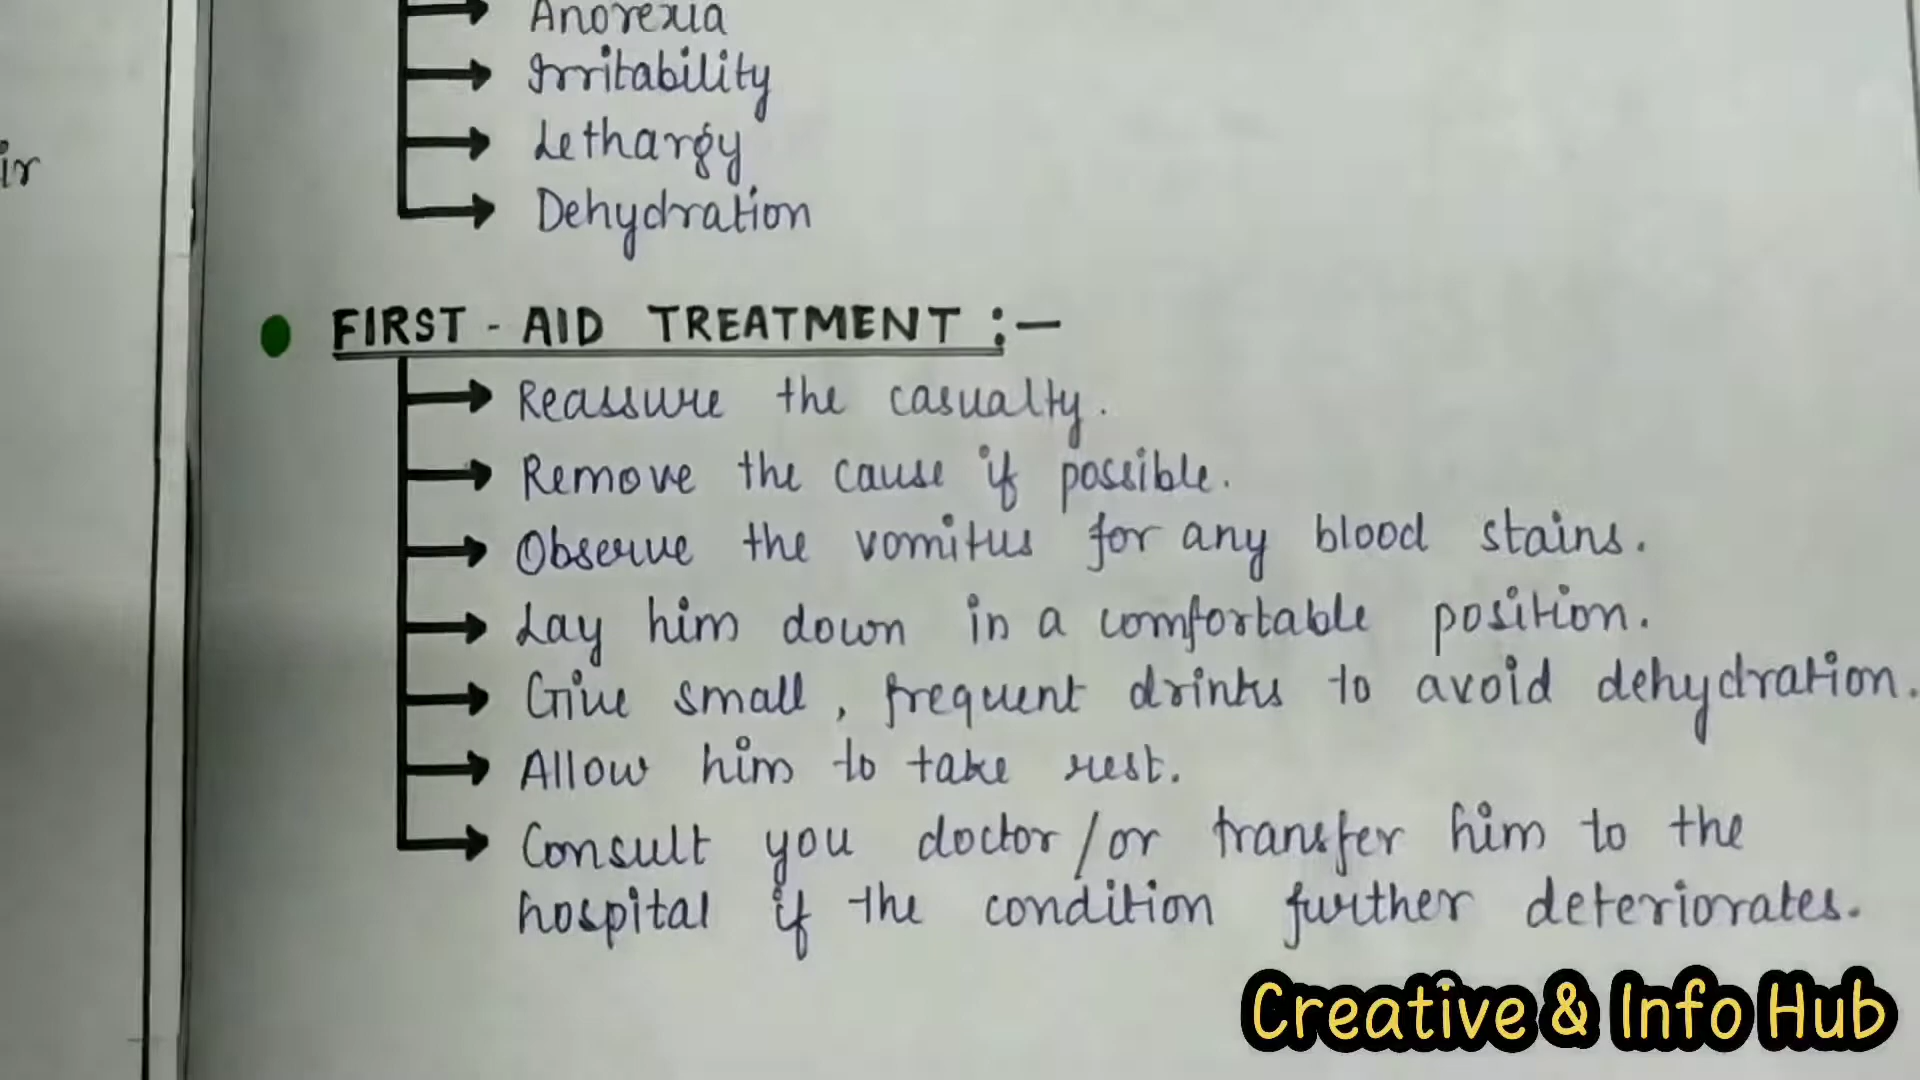 Anorexia
Irritability
Lethargy
Dehydration
ir
FIRST - AID TREATMENT :-
Reassure the casualty.
Remove the cause if possible.
Observe the vomitus for any blood stains.
Lay him down in a comfortable position.
Give small, frequent drinks to avoid dehydration.
Allow him to take rest.
Consult you doctor/or transfer him to the
hospital if the condition further deteriorates.
Creative & Info Hub